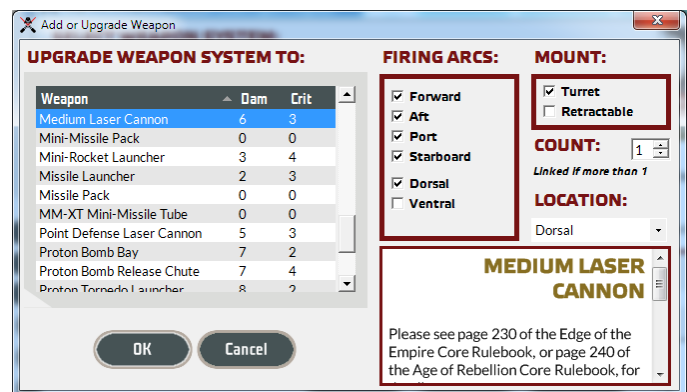 Add or Upgrade Weapon
UPGRADE WEAPON SYSTEM TO:
Weapon Dam Crit
Medium Laser Cannon 6 3
Mini-Missile Pack 0 0
Mini-Rocket Launcher 3 4
Missile Launcher 2 3
Missile Pack 0 0
MM-XT Mini-Missile Tube 0 0
Point Defense Laser Cannon 5 3
Proton Bomb Bay 7 2
Proton Bomb Release Chute 7 4
Proton Torpedo Launcher 8 2
OK
Cancel
FIRING ARCS:
Forward
Aft
Port
Starboard
Dorsal
Ventral
MOUNT:
Turret
Retractable
COUNT: 1
Linked if more than 1
LOCATION:
Dorsal
MEDIUM LASER
CANNON
Please see page 230 of the Edge of the
Empire Core Rulebook, or page 240 of
the Age of Rebellion Core Rulebook, for